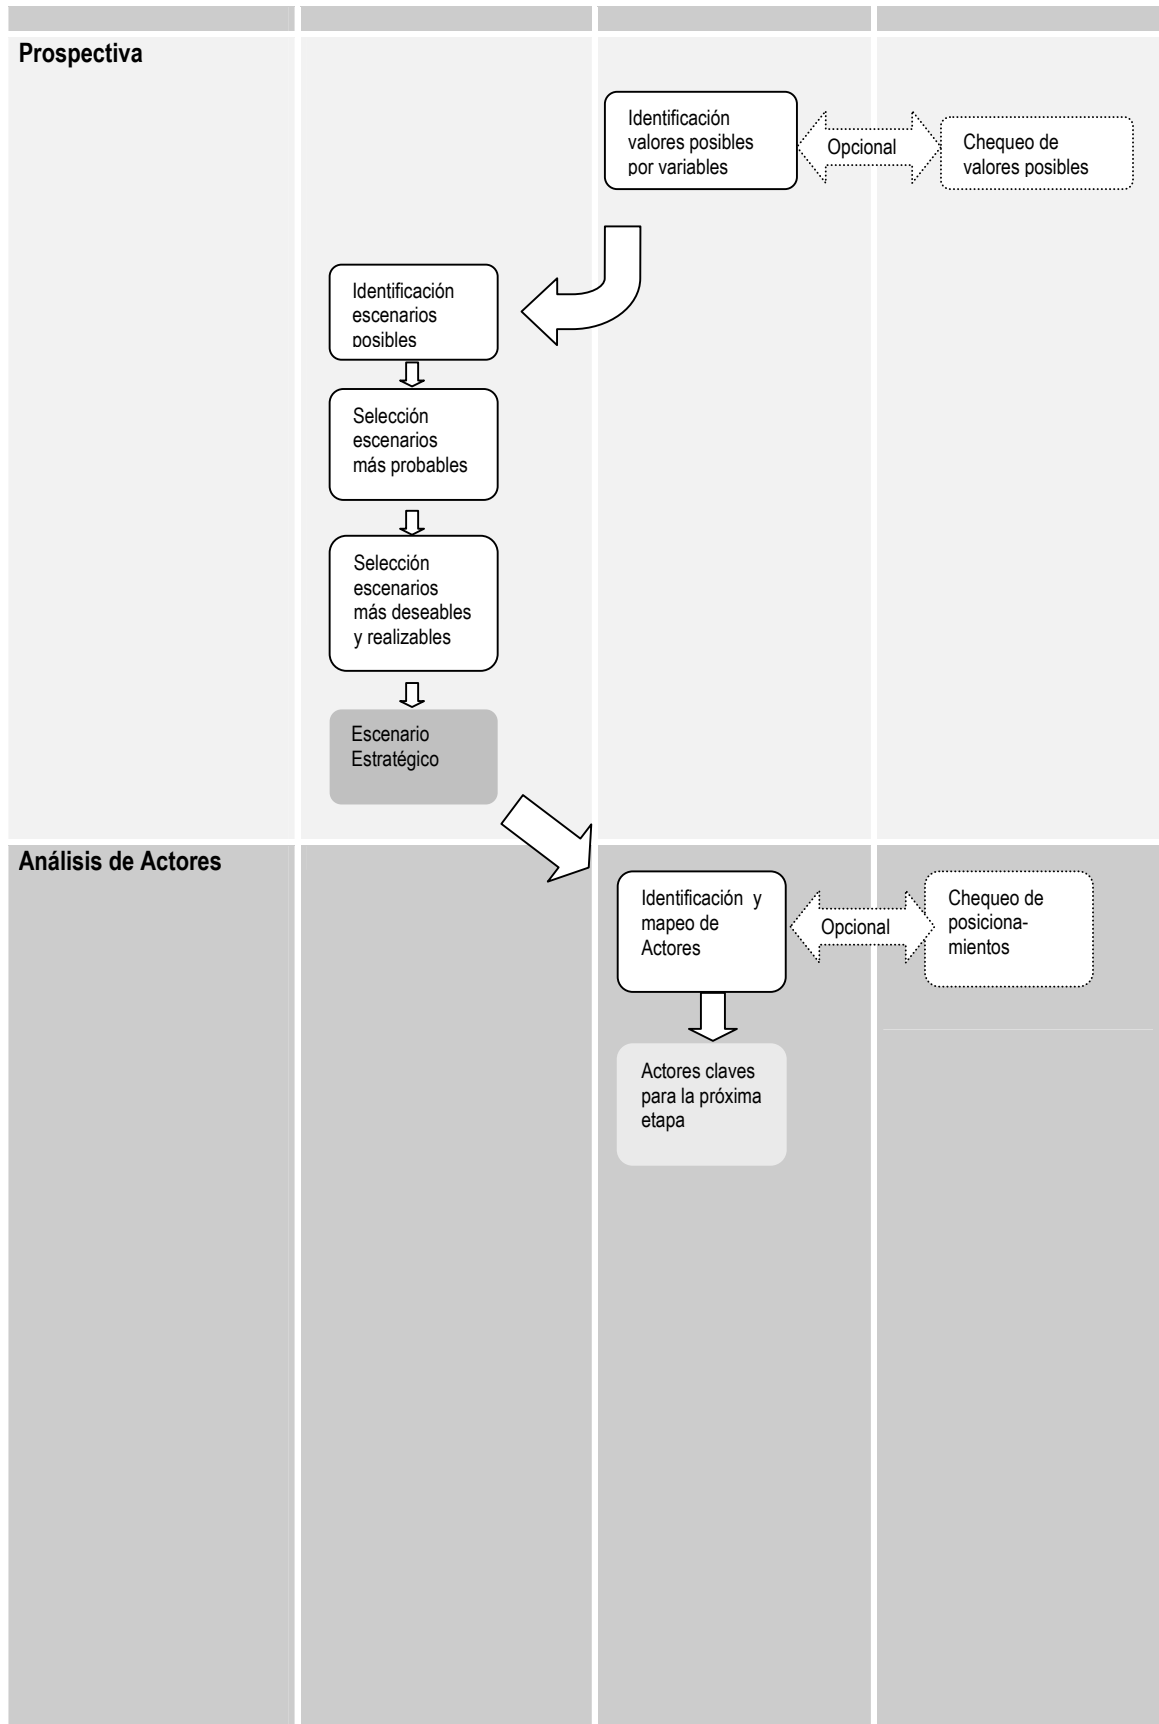 Prospectiva
Identificación
valores posibles
por variables
Opcional
Chequeo de
valores posibles
Identificación
escenarios
posibles
Selección
escenarios
más probables
Selección
escenarios
más deseables
y realizables
Escenario
Estratégico
Análisis de Actores
Identificación y
mapeo de
Actores
Opcional
Chequeo de
posiciona-
mientos
Actores claves
para la próxima
etapa